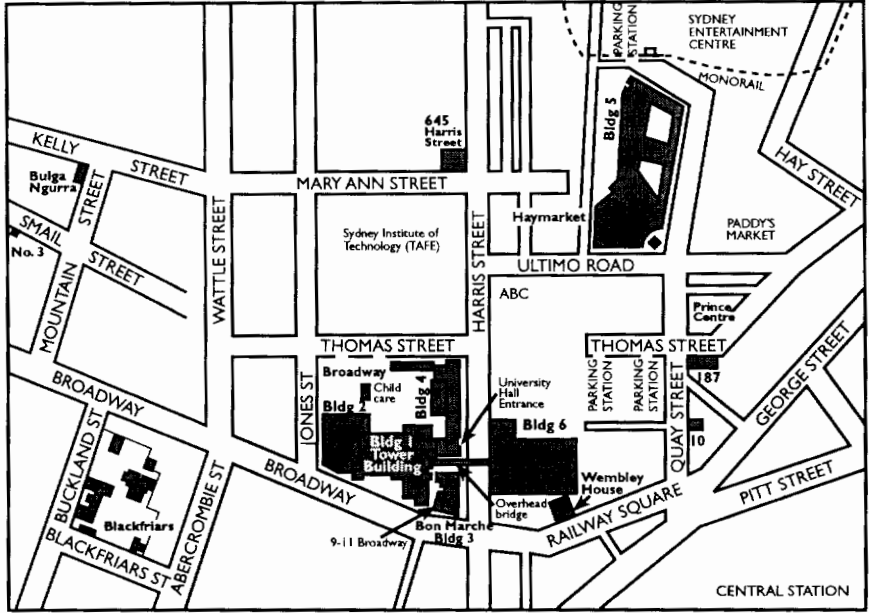 PARKING
STATION
SYDNEY
ENTERTAINMENT
CENTRE
MONORAIL
Bldg 5
645
Harris
Street
KELLY
STREET
Bulga
Ngurra
STREET
MARY ANN STREET
HAY STREET
SMAIL
STREET
No. 3
MOUNTAIN
WATTLE STREET
Sydney Institute of
Technology (TAFE)
HARRIS STREET
Haymarket
PADDY'S
MARKET
ULTIMO ROAD
ABC
Prince
Centre
THOMAS STREET
THOMAS STREET
187
PARKING
STATION
PARKING
STATION
QUAY STREET
10
GEORGE STREET
BROADWAY
JONES ST
Broadway
Child
care
Bldg 4
Bldg 2
University
Hall
Entrance
Bldg 6
Bldg 1
Tower
Building
BUCKLAND ST
Blackfriars
BLACKFRIARS ST
ABERCROMBIE ST
BROADWAY
Overhead
bridge
Wembley
House
Bon Marche
Bldg 3
9-11 Broadway
RAILWAY SQUARE
PITT STREET
CENTRAL STATION